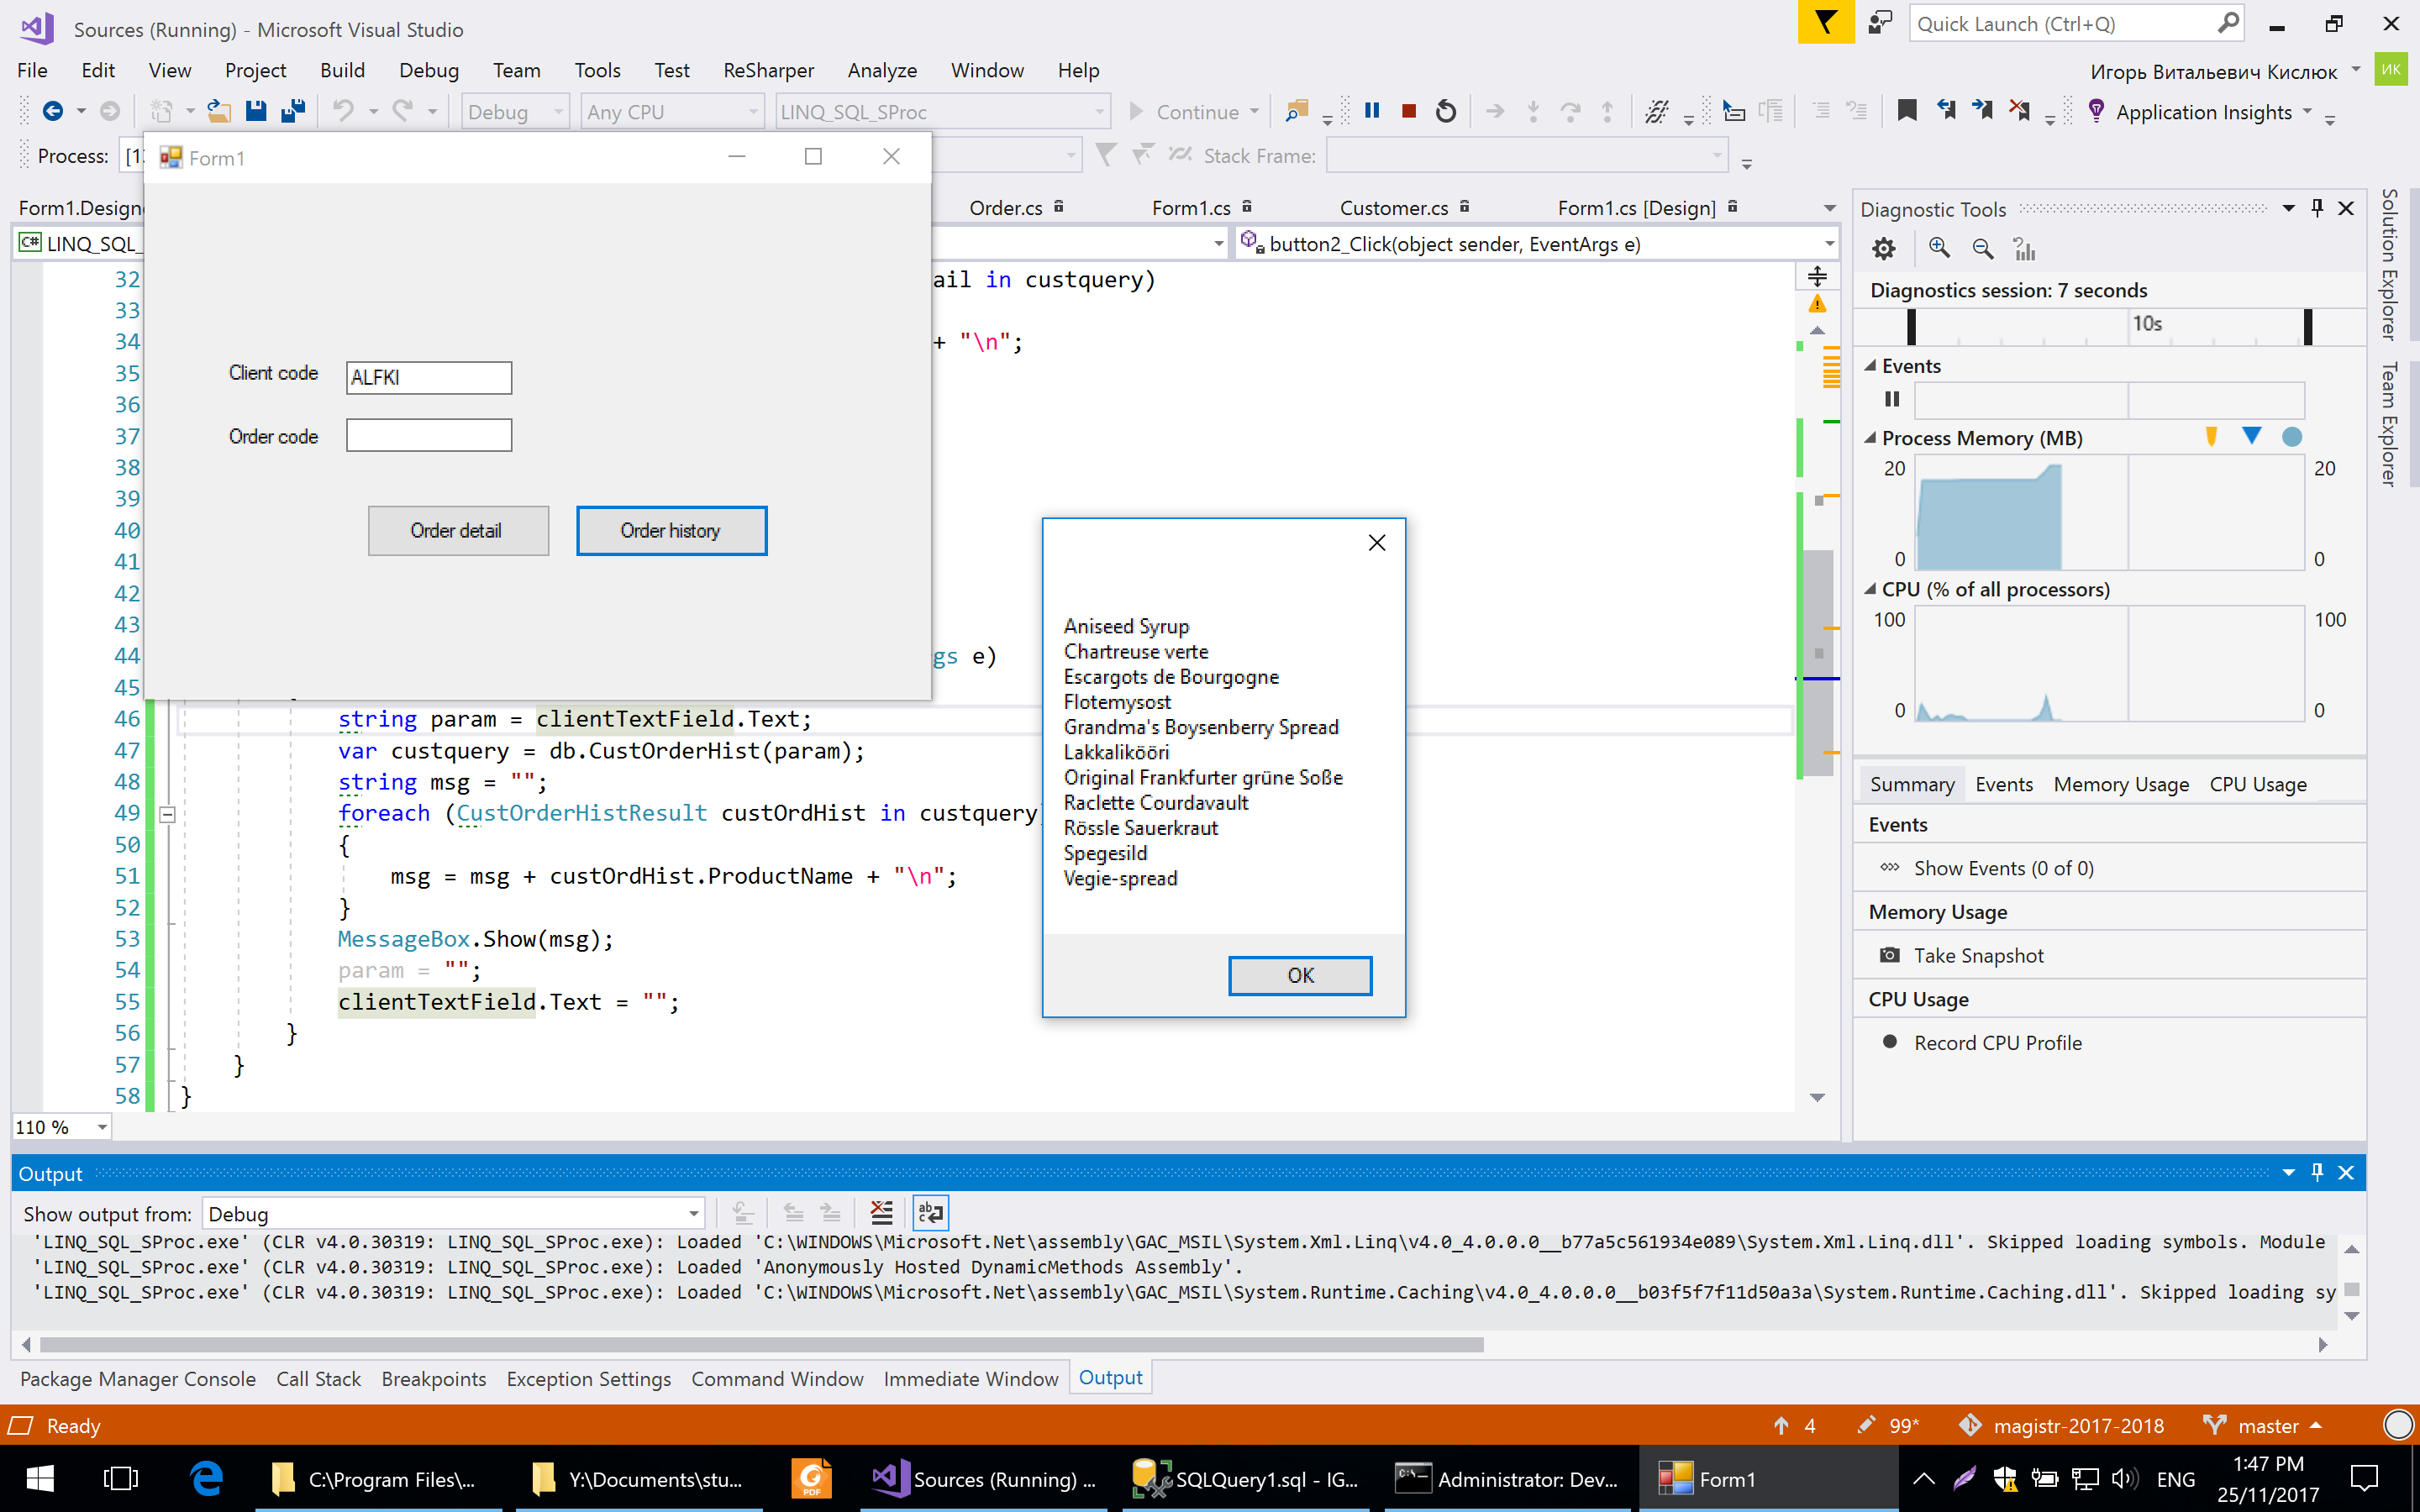 Sources (Running) - Microsoft Visual Studio
Quick Launch (Ctrl+Q)
File Edit View Project Build Debug Team Tools Test ReSharper Analyze Window Help
Игорь Витальевич Кислюк ИК
Debug Any CPU LINQ_SQL_SProc Continue Application Insights
Process: Stack Frame:
Form1
Form1.Design Order.cs Form1.cs Customer.cs Form1.cs [Design]
C# LINQ_SQL_ button2_Click(object sender, EventArgs e)
32 ail in custquery)
33
34 + "\n";
35
36
37
38
39
40
41
42
43
44 gs e)
45
46 string param = clientTextField.Text;
47 var custquery = db.CustOrderHist(param);
48 string msg = "";
49 foreach (CustOrderHistResult custOrdHist in custquery)
50 {
51 msg = msg + custOrdHist.ProductName + "\n";
52 }
53 MessageBox.Show(msg);
54 param = "";
55 clientTextField.Text = "";
56 }
57 }
58 }
110 %
Client code ALFKI
Order code
Order detail Order history
Aniseed Syrup
Chartreuse verte
Escargots de Bourgogne
Flotemysost
Grandma's Boysenberry Spread
Lakkalikööri
Original Frankfurter grüne Soße
Raclette Courdavault
Rössle Sauerkraut
Spegesild
Vegie-spread
OK
Diagnostic Tools
Diagnostics session: 7 seconds
10s
Events
Process Memory (MB)
20 20
0 0
CPU (% of all processors)
100 100
0 0
Summary Events Memory Usage CPU Usage
Events
Show Events (0 of 0)
Memory Usage
Take Snapshot
CPU Usage
Record CPU Profile
Solution Explorer
Team Explorer
Output
Show output from: Debug
'LINQ_SQL_SProc.exe' (CLR v4.0.30319: LINQ_SQL_SProc.exe): Loaded 'C:\WINDOWS\Microsoft.Net\assembly\GAC_MSIL\System.Xml.Linq\v4.0_4.0.0.0__b77a5c561934e089\System.Xml.Linq.dll'. Skipped loading symbols. Module
'LINQ_SQL_SProc.exe' (CLR v4.0.30319: LINQ_SQL_SProc.exe): Loaded 'Anonymously Hosted DynamicMethods Assembly'.
'LINQ_SQL_SProc.exe' (CLR v4.0.30319: LINQ_SQL_SProc.exe): Loaded 'C:\WINDOWS\Microsoft.Net\assembly\GAC_MSIL\System.Runtime.Caching\v4.0_4.0.0.0__b03f5f7f11d50a3a\System.Runtime.Caching.dll'. Skipped loading sy
Package Manager Console Call Stack Breakpoints Exception Settings Command Window Immediate Window Output
Ready 4 99* magistr-2017-2018 master
C:\Program Files\... Y:\Documents\stu... PDF Sources (Running) ... SQLQuery1.sql - IG... Administrator: Dev... Form1 ENG
1:47 PM
25/11/2017